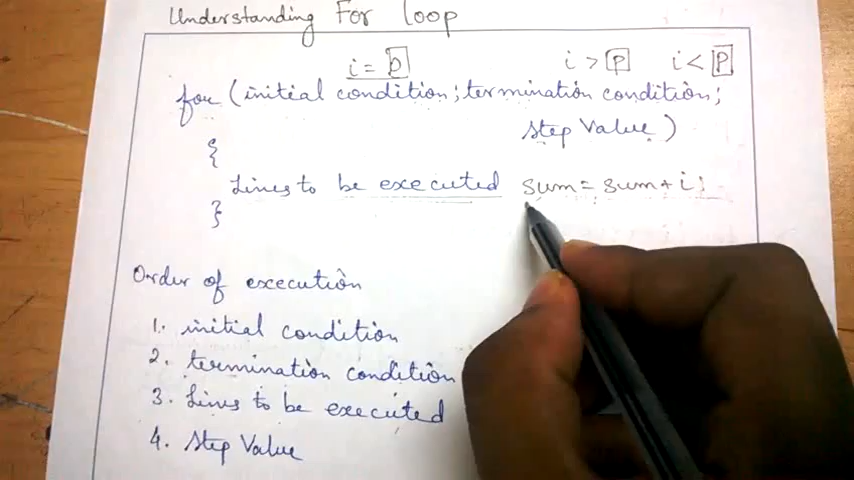 Understanding For loop
i = p i > p i < p
for (initial condition; termination condition;
step value)
{
Lines to be executed sum = sum + i;
}
Order of execution
1. initial condition
2. termination condition
3. Lines to be executed
4. Step Value